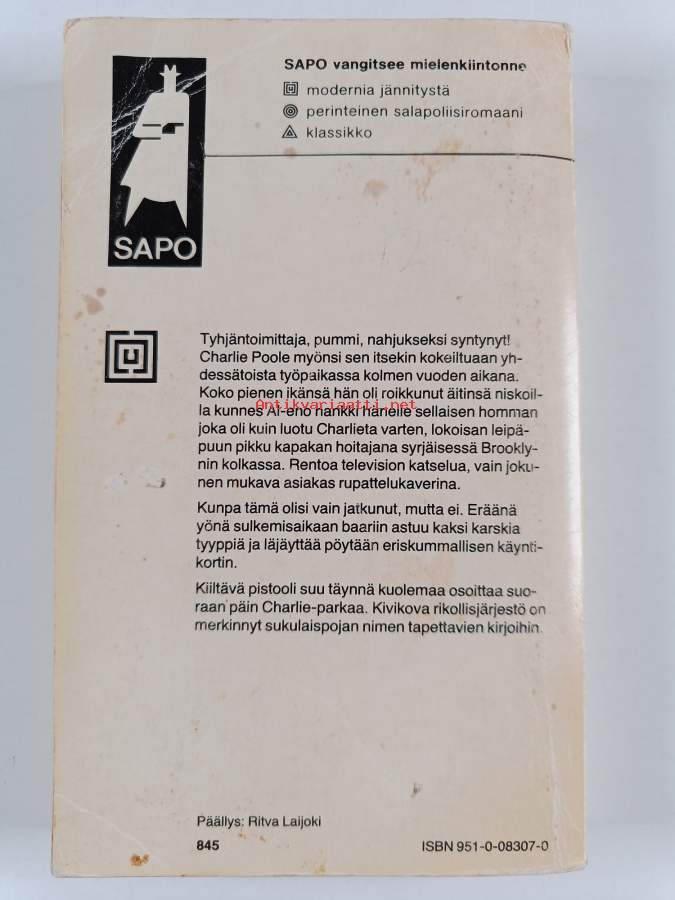 SAPO vangitsee mielenkiintonne
modernia jännitystä
perinteinen salapoliisiromaani
klassikko
SAPO
Tyhjäntoimittaja, pummi, nahjukseksi syntynyt!
Charlie Poole myönsi sen itsekin kokeiltuaan yh-
dessätoista työpaikassa kolmen vuoden aikana.
Koko pienen ikänsä hän oli roikkunut äitinsä niskoil-
la kunnes Al-eno hankki hänelle sellaisen homman
Antikvariaatti.net
joka oli kuin luotu Charlieta varten, lokoisan leipä-
puun pikku kapakan hoitajana syrjäisessä Brookly-
nin kolkassa. Rentoa television katselua, vain joku-
nen mukava asiakas rupattelukaverina.
Kunpa tämä olisi vain jatkunut, mutta ei. Eräänä
yönä sulkemisaikaan baariin astuu kaksi karskia
tyyppiä ja läjäyttää pöytään eriskummallisen käynti-
kortin.
Kiiltävä pistooli suu täynnä kuolemaa osoittaa suo-
raan päin Charlie-parkaa. Kivikova rikollisjärjestö on
merkinnyt sukulaispojan nimen tapettavien kirjoihin.
Päällys: Ritva Laijoki
845
ISBN 951-0-08307-0